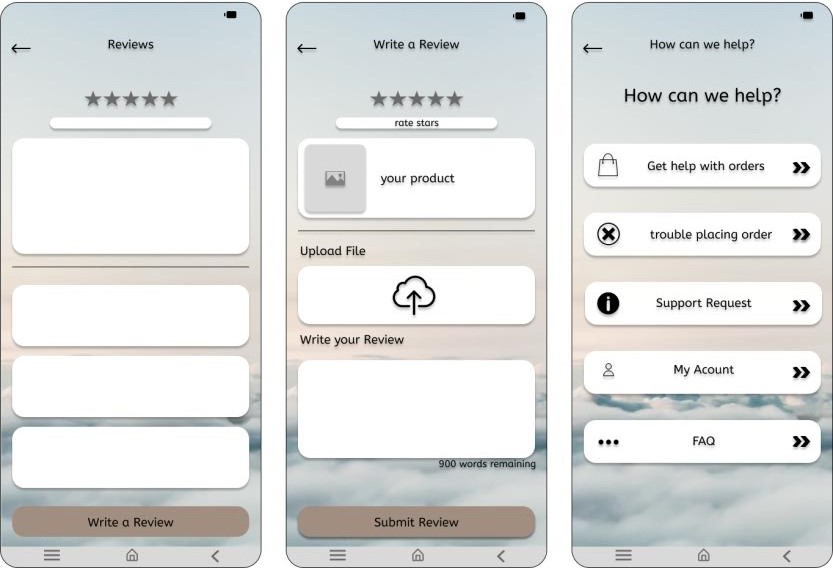 Reviews
Write a Review
Write a Review
rate stars
your product
Upload File
Write your Review
900 words remaining
Submit Review
How can we help?
How can we help?
Get help with orders
trouble placing order
Support Request
My Acount
FAQ